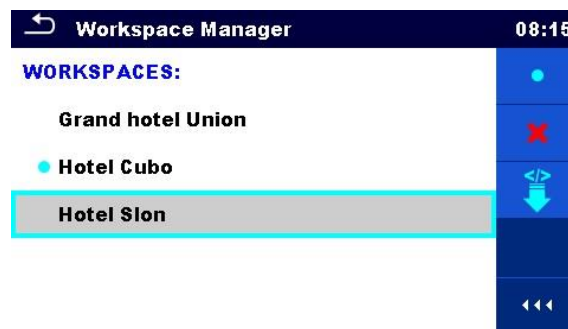 Workspace Manager
08:15
WORKSPACES:
Grand hotel Union
Hotel Cubo
</>
Hotel Slon